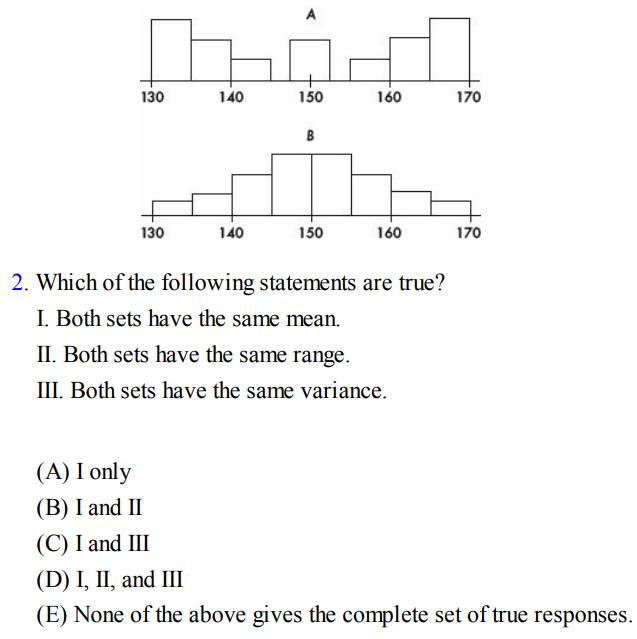 A
130 140 150 160 170
B
130 140 150 160 170
2. Which of the following statements are true?
I. Both sets have the same mean.
II. Both sets have the same range.
III. Both sets have the same variance.
(A) I only
(B) I and II
(C) I and III
(D) I, II, and III
(E) None of the above gives the complete set of true responses.